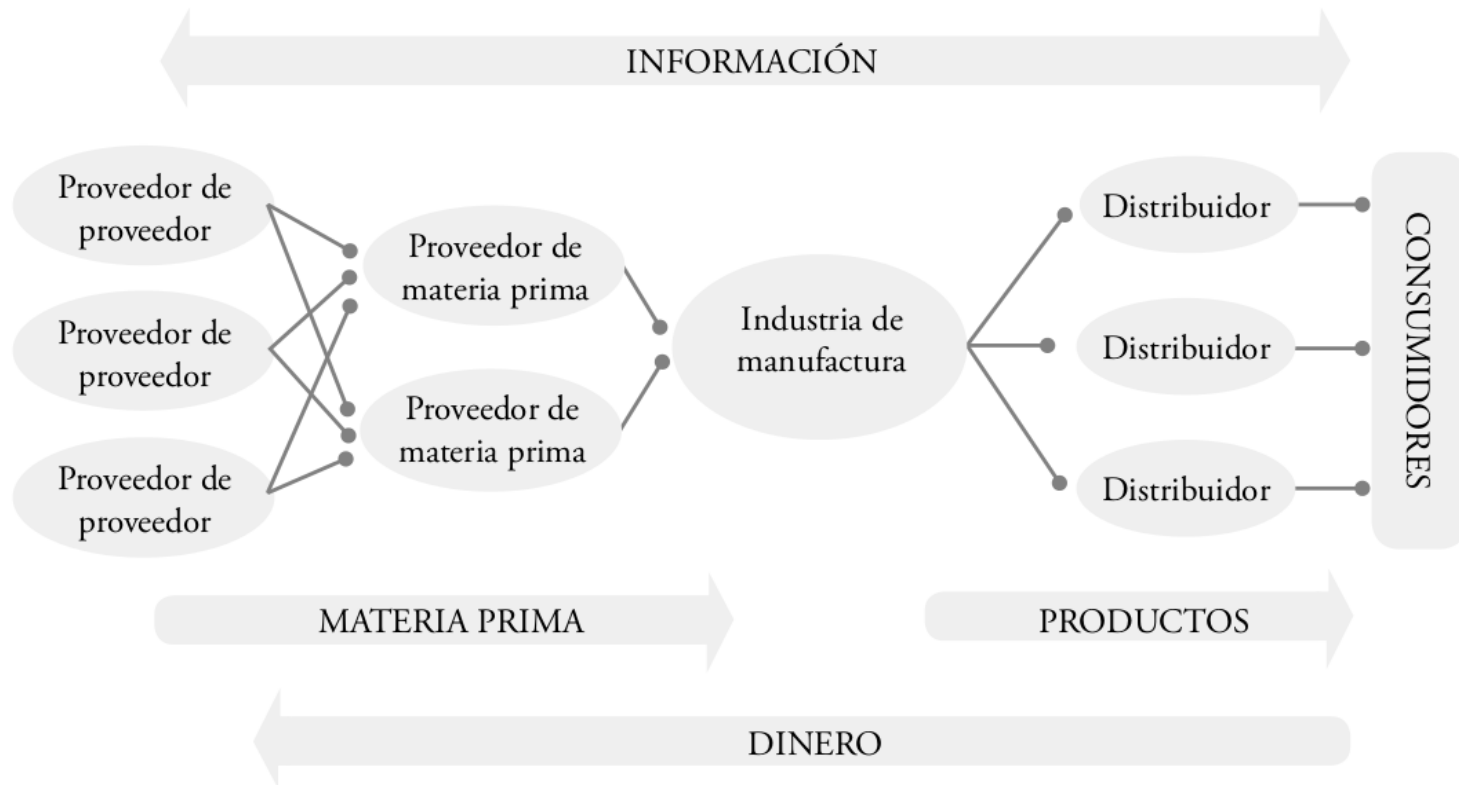 INFORMACIÓN
Proveedor de
proveedor
Proveedor de
proveedor
Proveedor de
proveedor
Proveedor de
materia prima
Proveedor de
materia prima
Industria de
manufactura
Distribuidor
Distribuidor
Distribuidor
CONSUMIDORES
MATERIA PRIMA
PRODUCTOS
DINERO